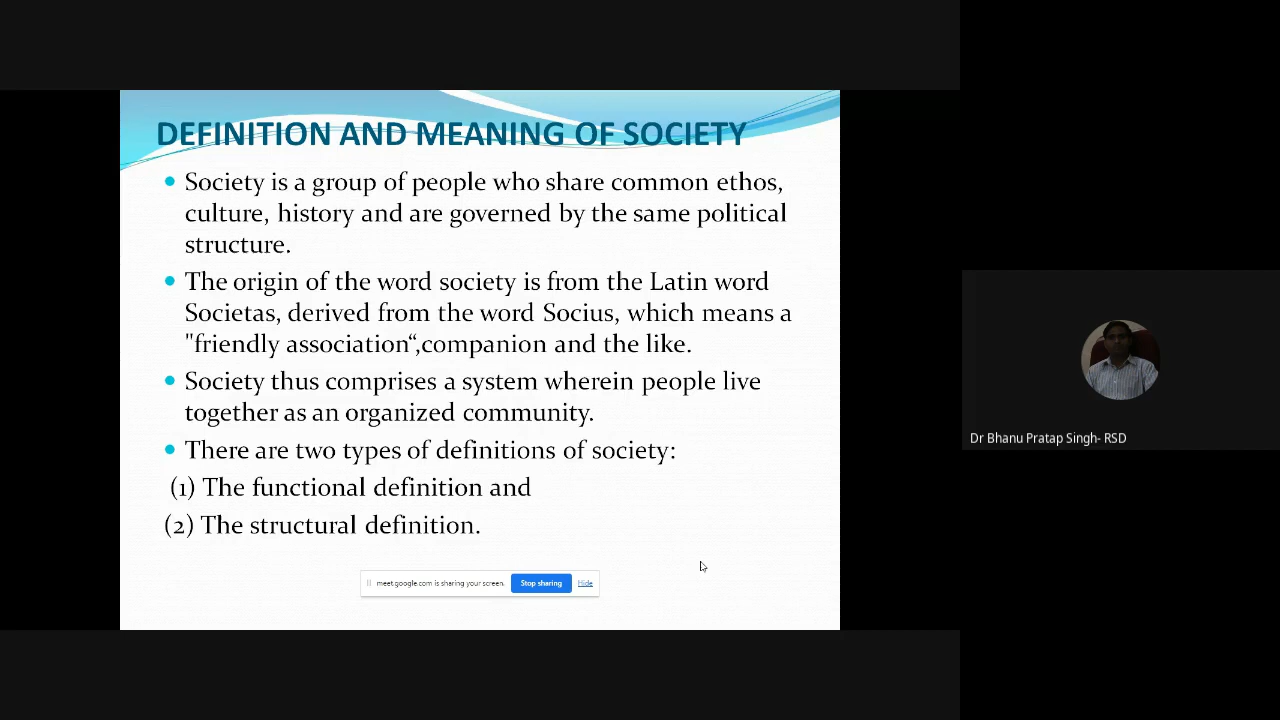 DEFINITION AND MEANING OF SOCIETY
Society is a group of people who share common ethos,
culture, history and are governed by the same political
structure.
The origin of the word society is from the Latin word
Societas, derived from the word Socius, which means a
"friendly association“,companion and the like.
Society thus comprises a system wherein people live
together as an organized community.
There are two types of definitions of society:
(1) The functional definition and
(2) The structural definition.
meet.google.com is sharing your screen. Stop sharing Hide
Dr Bhanu Pratap Singh- RSD